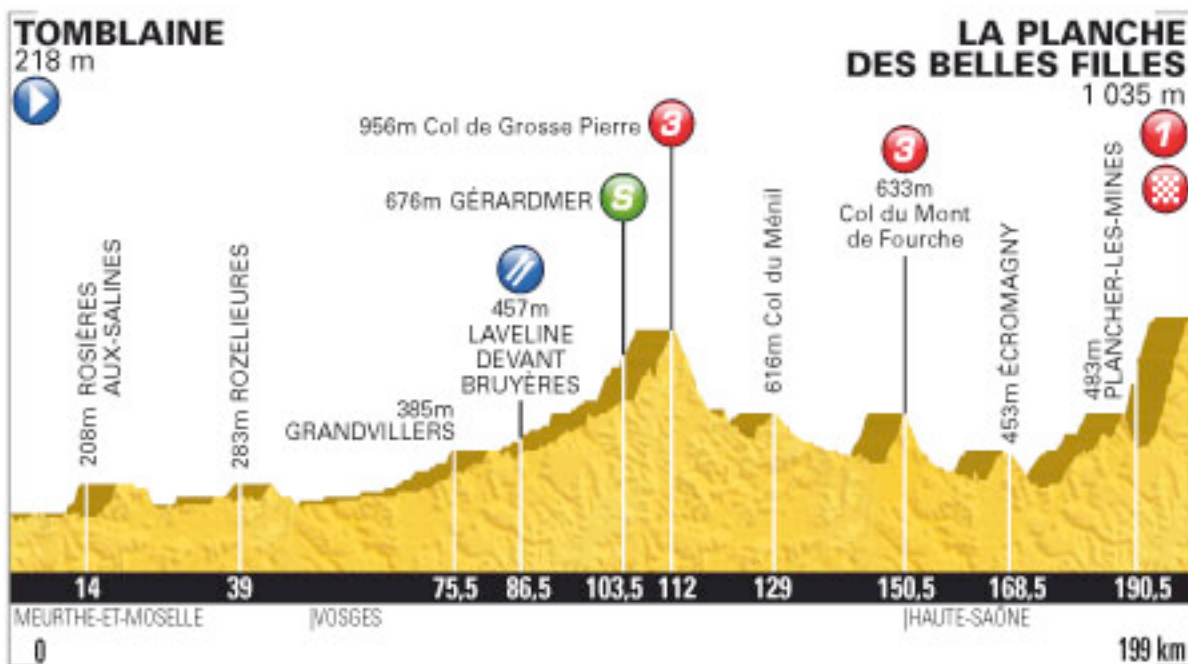 TOMBLAINE
218 m
LA PLANCHE
DES BELLES FILLES
1 035 m
1
956m Col de Grosse Pierre
3
676m GÉRARDMER
S
3
633m
Col du Mont
de Fourche
457m
LAVELINE
DEVANT
BRUYÈRES
385m
GRANDVILLERS
208m ROSIÈRES
AUX-SALINES
283m ROZELIEURES
616m Col du Ménil
453m ÉCROMAGNY
483m
PLANCHER-LES-MINES
14 39 75,5 86,5 103,5 112 129 150,5 168,5 190,5
MEURTHE-ET-MOSELLE |VOSGES |HAUTE-SAÔNE
0 199 km